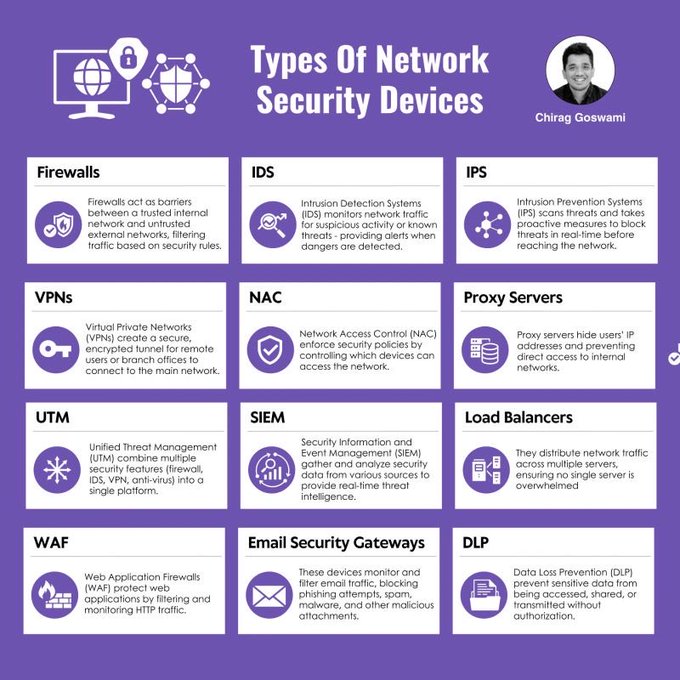 Types Of Network
Security Devices
Chirag Goswami
Firewalls
Firewalls act as barriers
between a trusted internal
network and untrusted
external networks, filtering
traffic based on security rules.
IDS
Intrusion Detection Systems
(IDS) monitors network traffic
for suspicious activity or known
threats - providing alerts when
dangers are detected.
IPS
Intrusion Prevention Systems
(IPS) scans threats and takes
proactive measures to block
threats in real-time before
reaching the network.
VPNs
Virtual Private Networks
(VPNs) create a secure,
encrypted tunnel for remote
users or branch offices to
connect to the main network.
NAC
Network Access Control (NAC)
enforce security policies by
controlling which devices can
access the network.
Proxy Servers
Proxy servers hide users' IP
addresses and preventing
direct access to internal
networks.
UTM
Unified Threat Management
(UTM) combine multiple
security features (firewall,
IDS, VPN, anti-virus) into a
single platform.
SIEM
Security Information and
Event Management (SIEM)
gather and analyze security
data from various sources to
provide real-time threat
intelligence.
Load Balancers
They distribute network traffic
across multiple servers,
ensuring no single server is
overwhelmed
WAF
Web Application Firewalls
(WAF) protect web
applications by filtering and
monitoring HTTP traffic.
Email Security Gateways
These devices monitor and
filter email traffic, blocking
phishing attempts, spam,
malware, and other malicious
attachments.
DLP
Data Loss Prevention (DLP)
prevent sensitive data from
being accessed, shared, or
transmitted without
authorization.